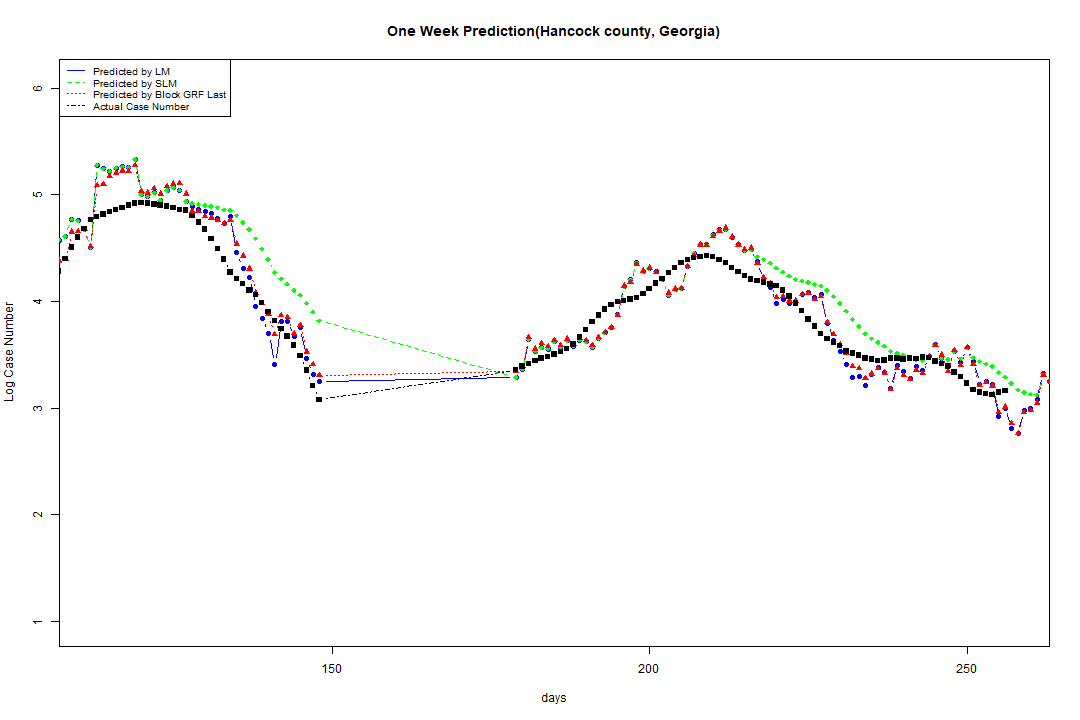 One Week Prediction(Hancock county, Georgia)
Predicted by LM
Predicted by SLM
Predicted by Block GRF Last
Actual Case Number
6
5
4
3
2
1
Log Case Number
150
200
250
days